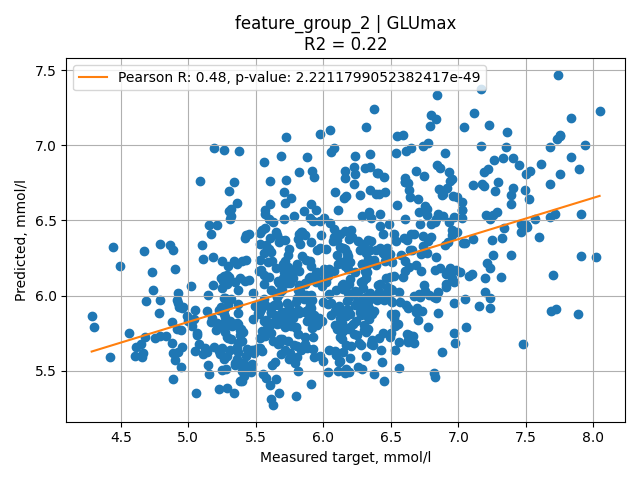 feature_group_2 | GLUmax
R2 = 0.22
Pearson R: 0.48, p-value: 2.2211799052382417e-49
7.5
7.0
6.5
6.0
5.5
Predicted, mmol/l
4.5 5.0 5.5 6.0 6.5 7.0 7.5 8.0
Measured target, mmol/l